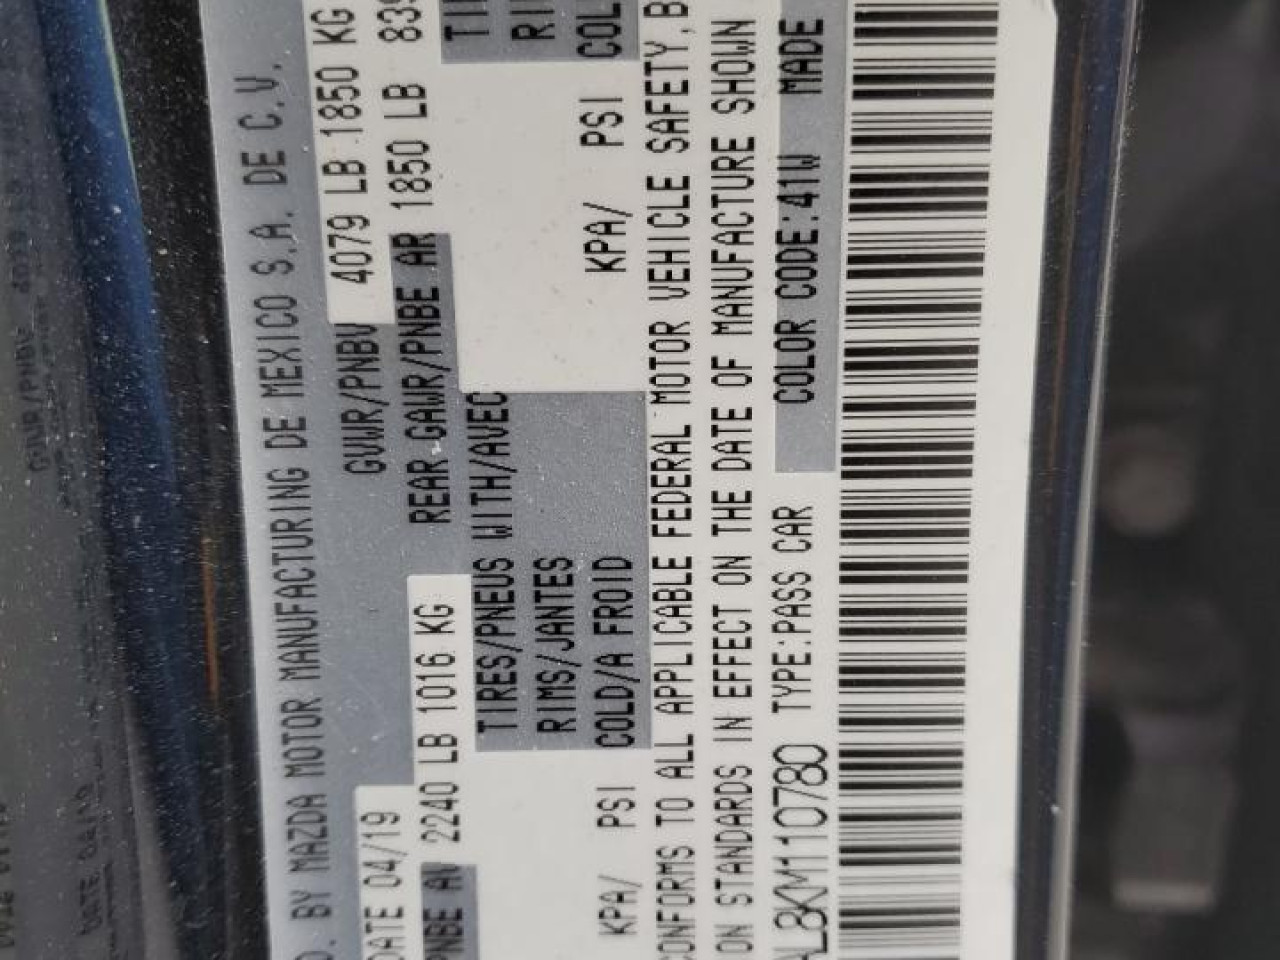 D. BY MAZDA MOTOR MANUFACTURING DE MEXICO S.A. DE C.V.
DATE 04/19 GVWR/PNBV 4079 LB 1850 KG
PNBE AV 2240 LB 1016 KG REAR GAWR/PNBE AR 1850 LB 839
TIRES/PNEUS WITH/AVEC
RIMS/JANTES
KPA/ PSI COLD/A FROID KPA/ PSI COL
CONFORMS TO ALL APPLICABLE FEDERAL MOTOR VEHICLE SAFETY, B
ON STANDARDS IN EFFECT ON THE DATE OF MANUFACTURE SHOWN
AL8KM110780 TYPE:PASS CAR COLOR CODE:41W MADE